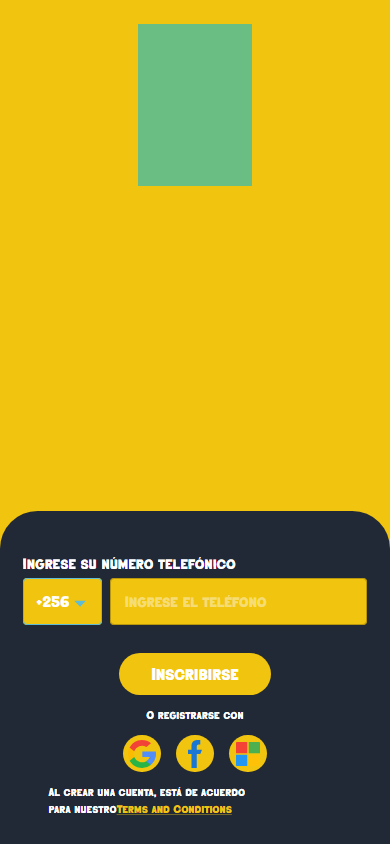 Ingrese su número telefónico
+256
Ingrese el teléfono
Inscribirse
O registrarse con
Al crear una cuenta, está de acuerdo
para nuestroTerms and Conditions